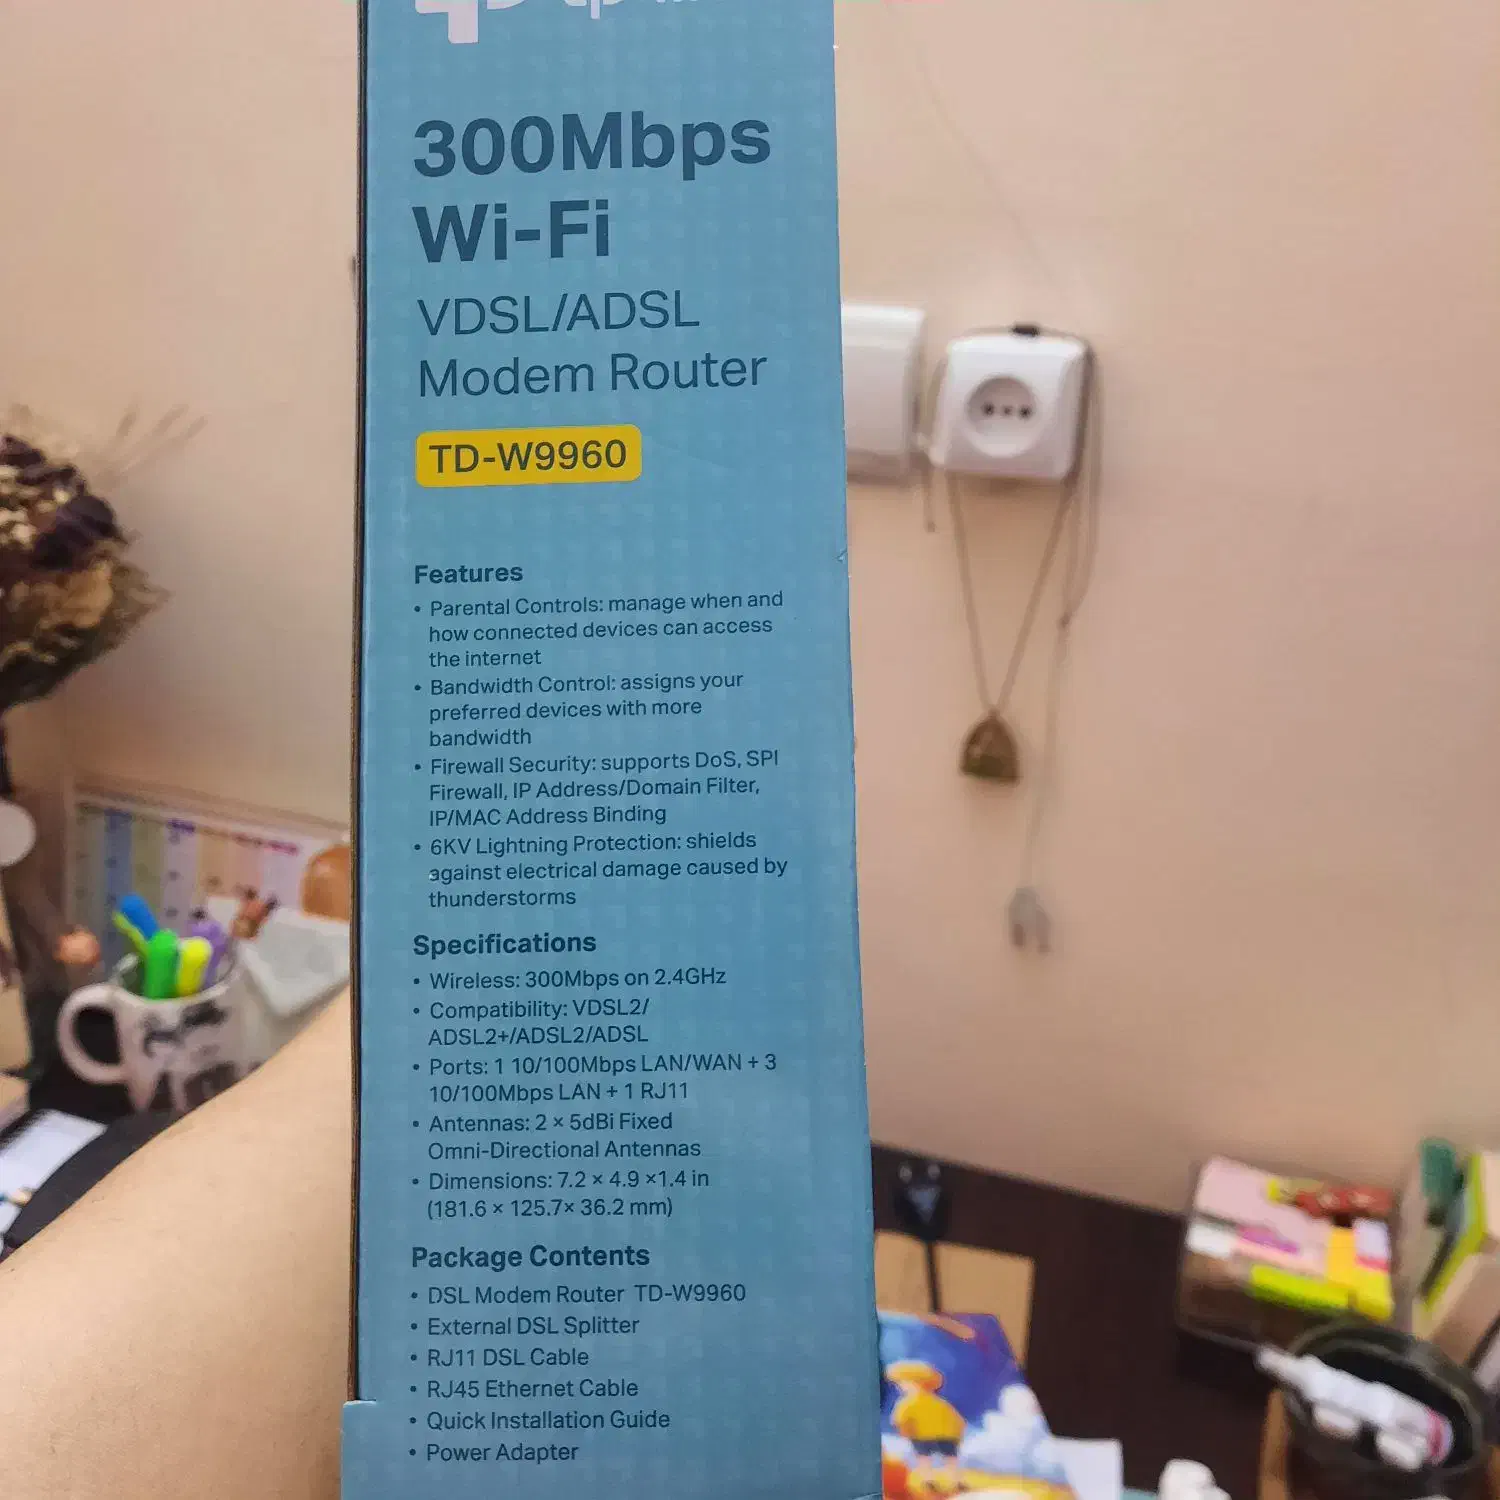 300Mbps
Wi-Fi
VDSL/ADSL
Modem Router
TD-W9960
Features
• Parental Controls: manage when and
how connected devices can access
the internet
• Bandwidth Control: assigns your
preferred devices with more
bandwidth
• Firewall Security: supports DoS, SPI
Firewall, IP Address/Domain Filter,
IP/MAC Address Binding
• 6KV Lightning Protection: shields
against electrical damage caused by
thunderstorms
Specifications
• Wireless: 300Mbps on 2.4GHz
• Compatibility: VDSL2/
ADSL2+/ADSL2/ADSL
• Ports: 1 10/100Mbps LAN/WAN + 3
10/100Mbps LAN + 1 RJ11
• Antennas: 2 × 5dBi Fixed
Omni-Directional Antennas
• Dimensions: 7.2 × 4.9 ×1.4 in
(181.6 × 125.7× 36.2 mm)
Package Contents
• DSL Modem Router TD-W9960
• External DSL Splitter
• RJ11 DSL Cable
• RJ45 Ethernet Cable
• Quick Installation Guide
• Power Adapter